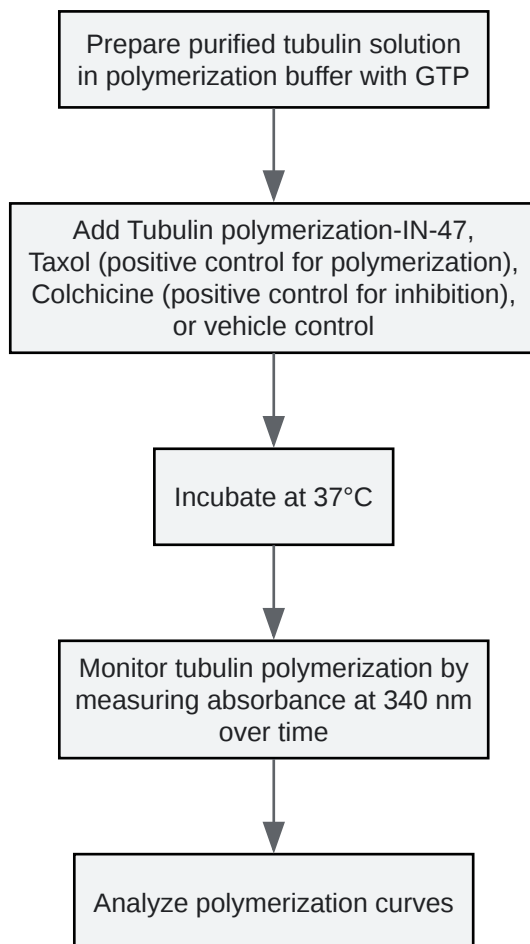 Prepare purified tubulin solution
in polymerization buffer with GTP
Add Tubulin polymerization-IN-47,
Taxol (positive control for polymerization),
Colchicine (positive control for inhibition),
or vehicle control
Incubate at 37°C
Monitor tubulin polymerization by
measuring absorbance at 340 nm
over time
Analyze polymerization curves